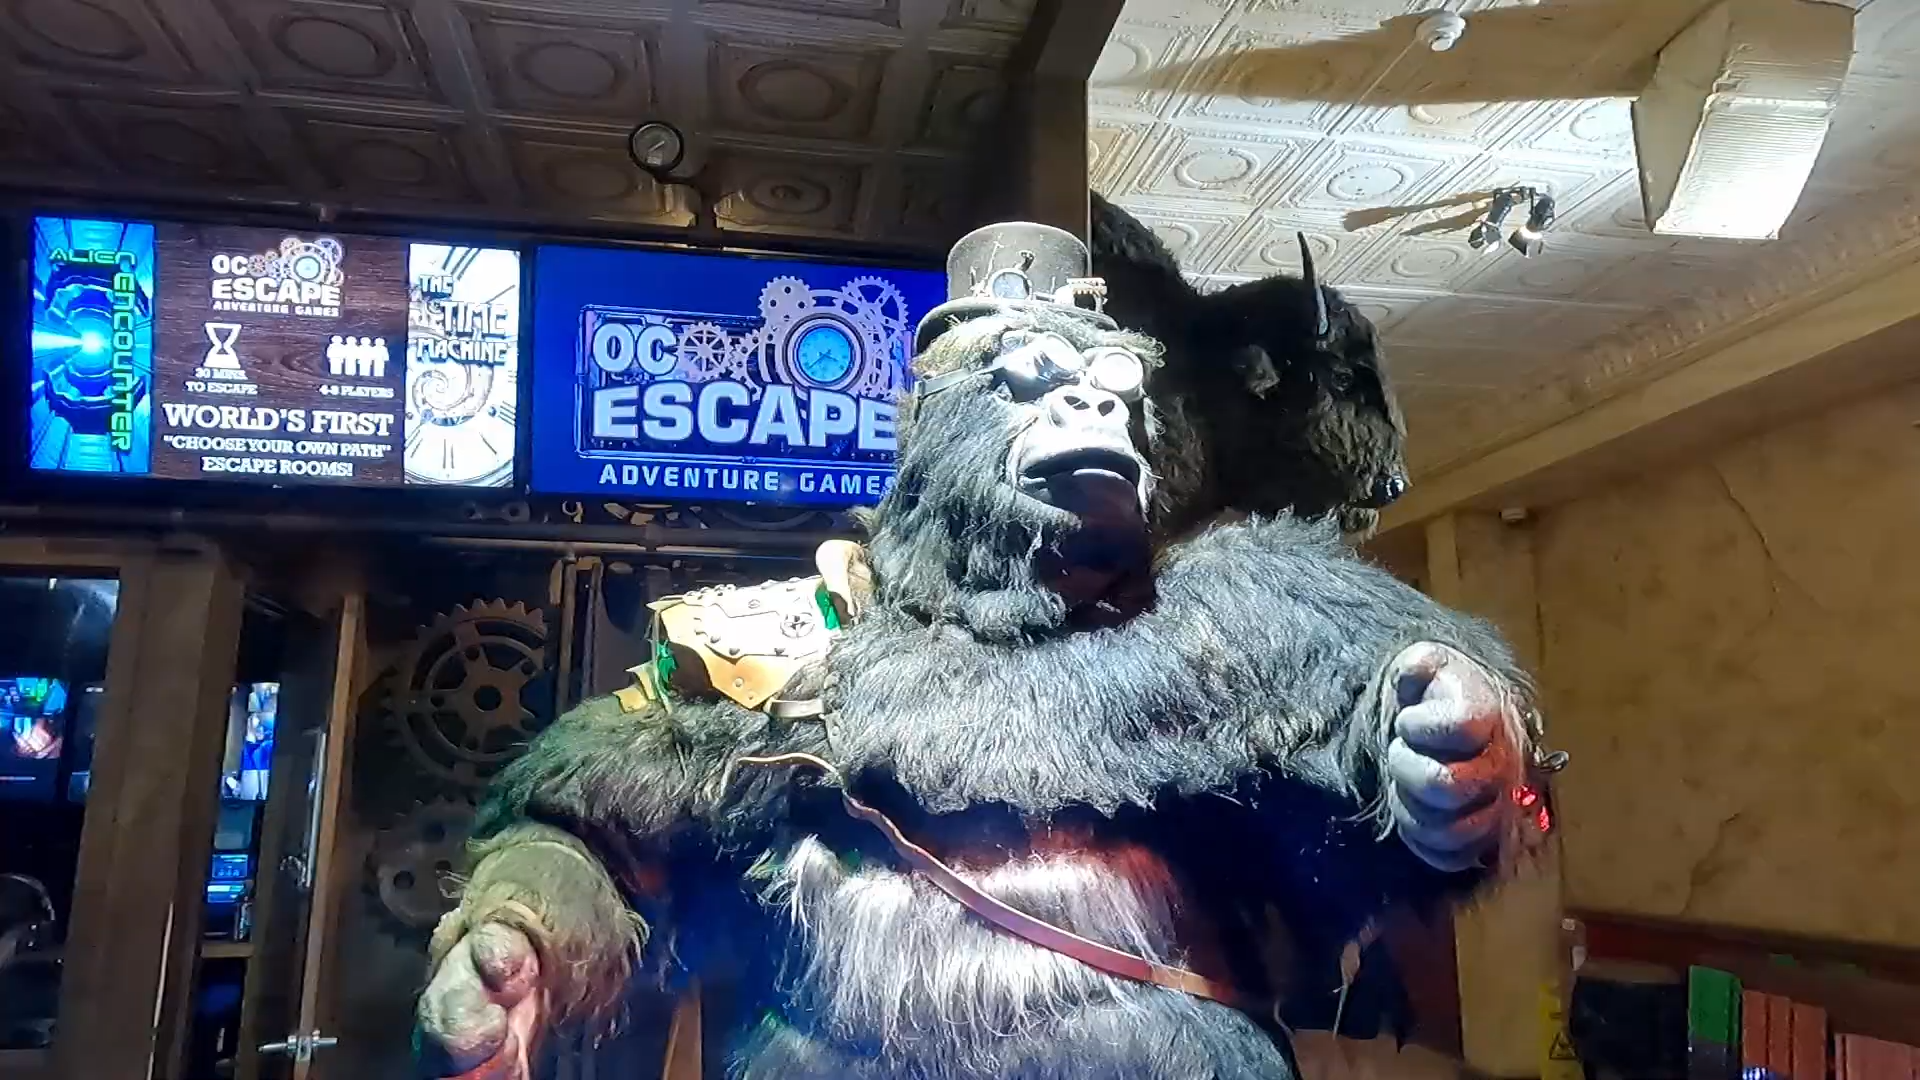 ALIEN ENCOUNTER
OC
ESCAPE
ADVENTURE GAMES
30 MINS.
TO ESCAPE
4-8 PLAYERS
WORLD'S FIRST
"CHOOSE YOUR OWN PATH"
ESCAPE ROOMS!
THE
TIME
MACHINE
OC
ESCAPE
ADVENTURE GAMES